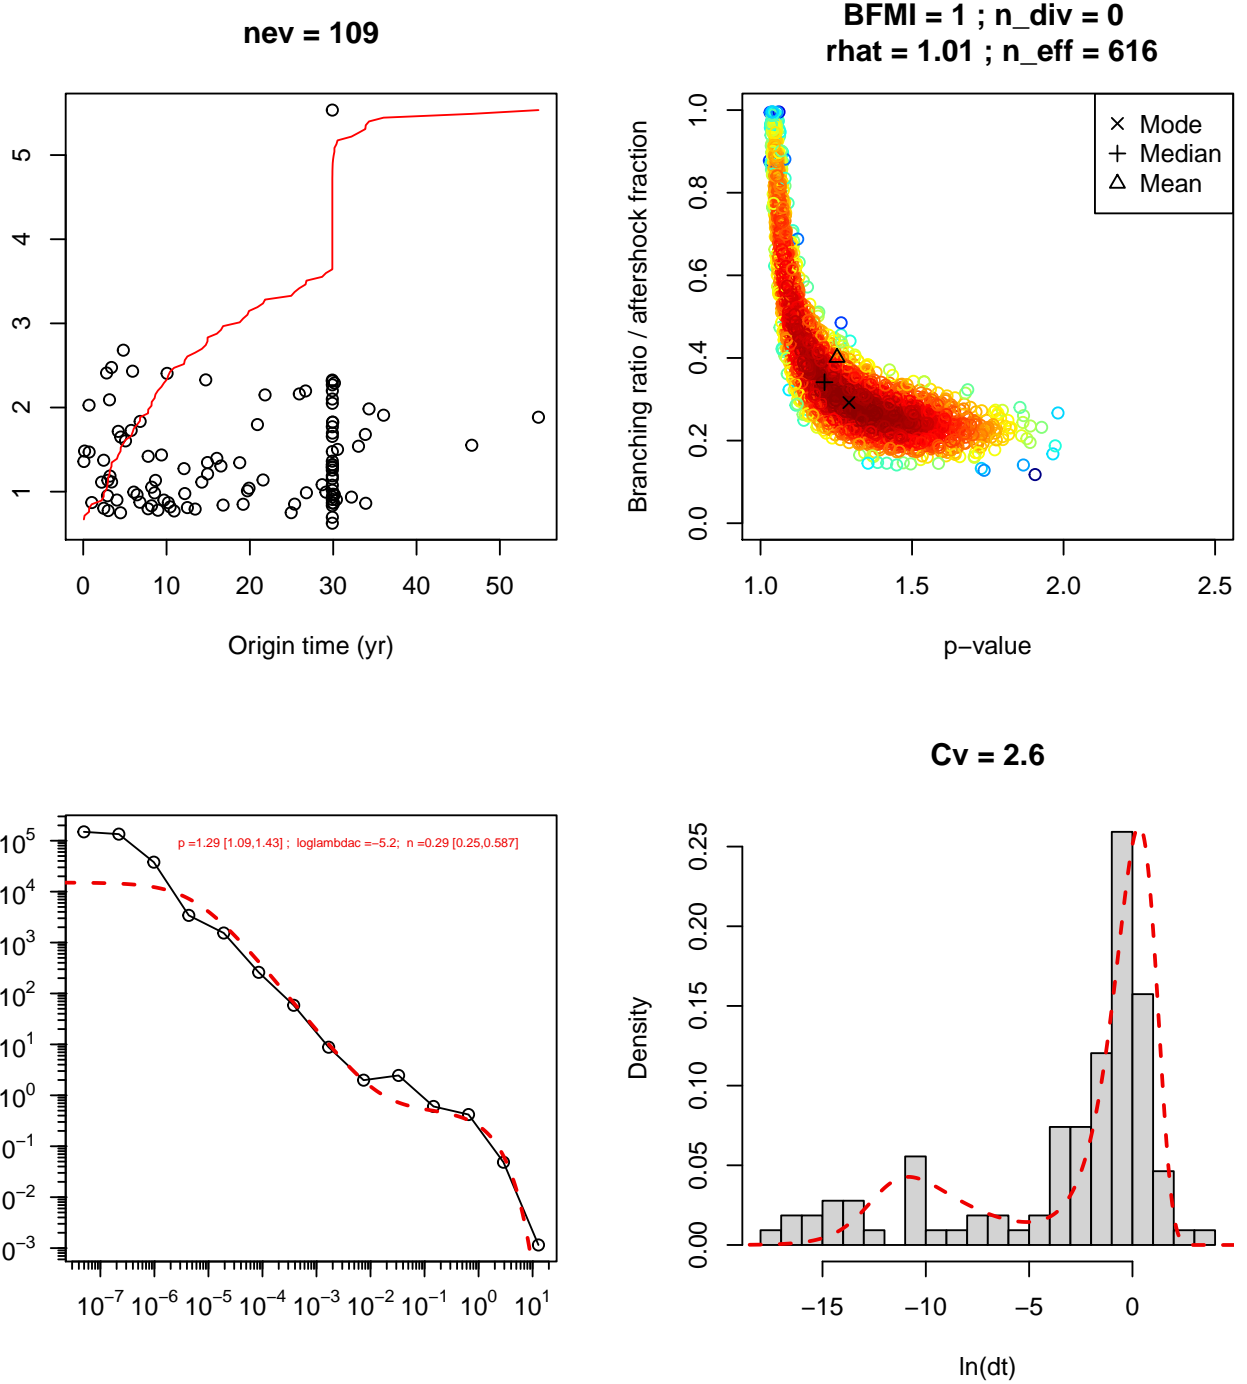 nev = 109
5
4
3
2
1
0 10 20 30 40 50
Origin time (yr)
BFMI = 1 ; n_div = 0
rhat = 1.01 ; n_eff = 616
Branching ratio / aftershock fraction
1.0
0.8
0.6
0.4
0.2
0.0
Mode
Median
Mean
1.0 1.5 2.0 2.5
p−value
10^5
10^4
10^3
10^2
10^1
10^0
0^−1
0^−2
0^−3
p =1.29 [1.09,1.43] ; loglambdac =−5.2; n =0.29 [0.25,0.587]
10^−7 10^−6 10^−5 10^−4 10^−3 10^−2 10^−1 10^0 10^1
Cv = 2.6
Density
0.25
0.20
0.15
0.10
0.05
0.00
−15 −10 −5 0
ln(dt)